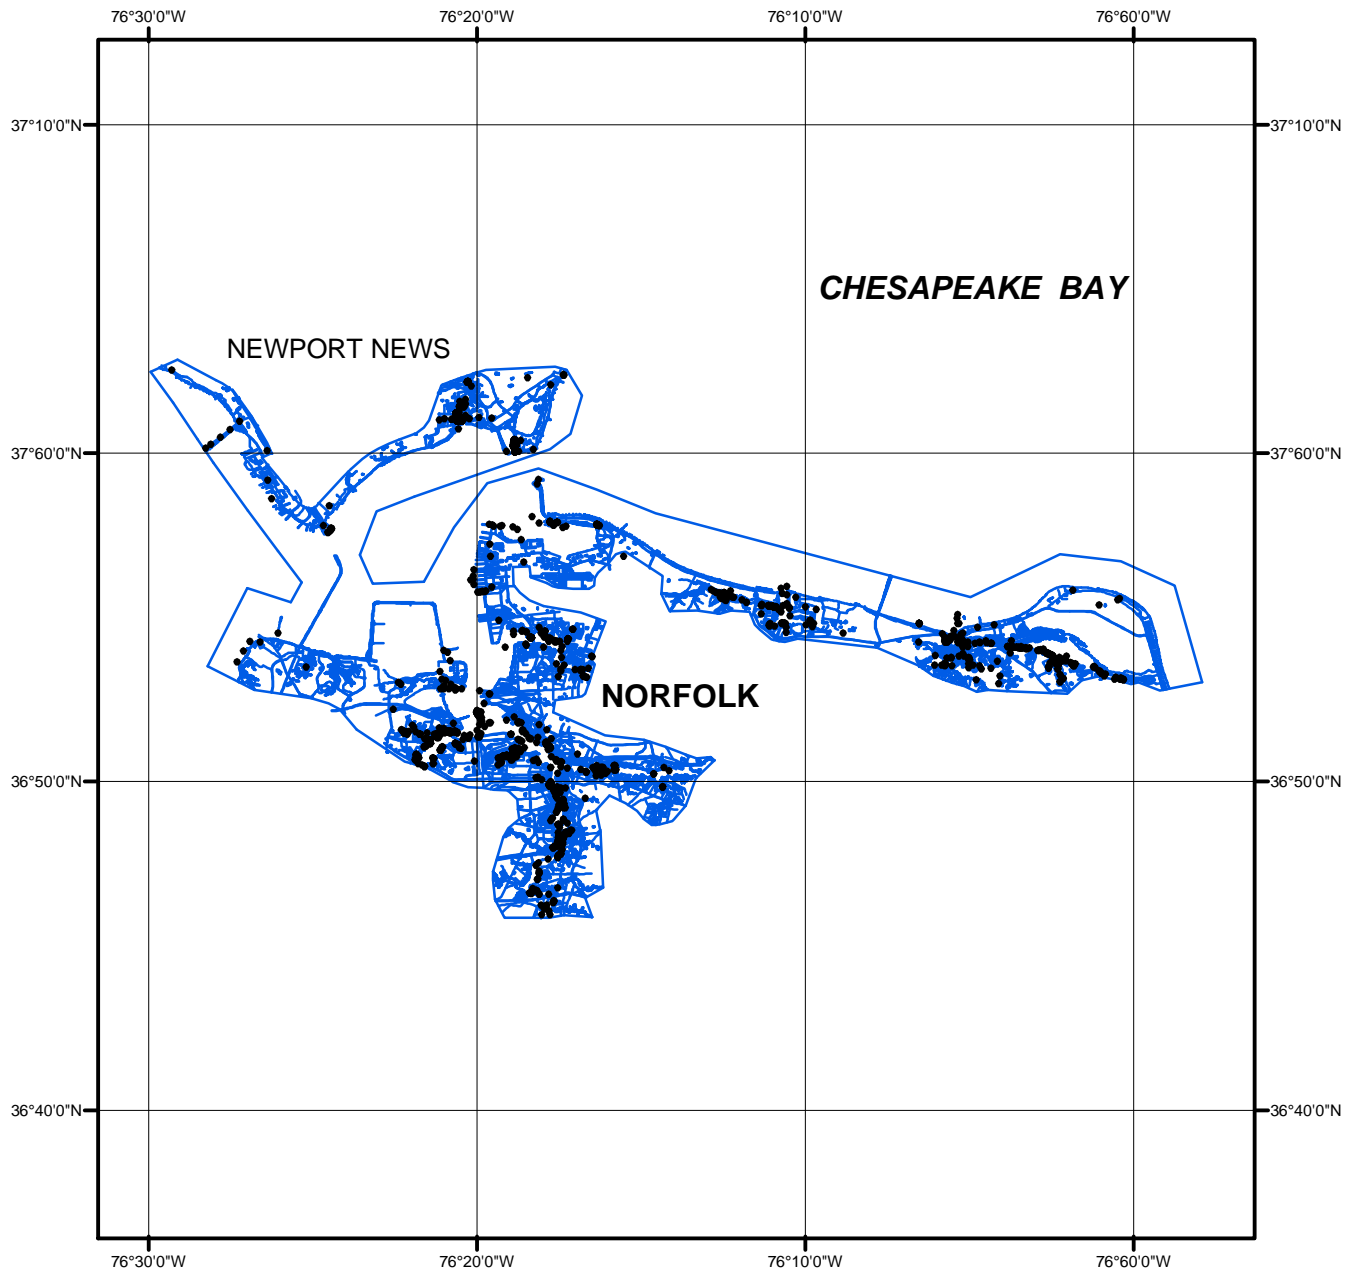 76°30'0"W 76°20'0"W 76°10'0"W 76°60'0"W
37°10'0"N 37°10'0"N
CHESAPEAKE BAY
NEWPORT NEWS
37°60'0"N 37°60'0"N
NORFOLK
36°50'0"N 36°50'0"N
36°40'0"N 36°40'0"N
76°30'0"W 76°20'0"W 76°10'0"W 76°60'0"W